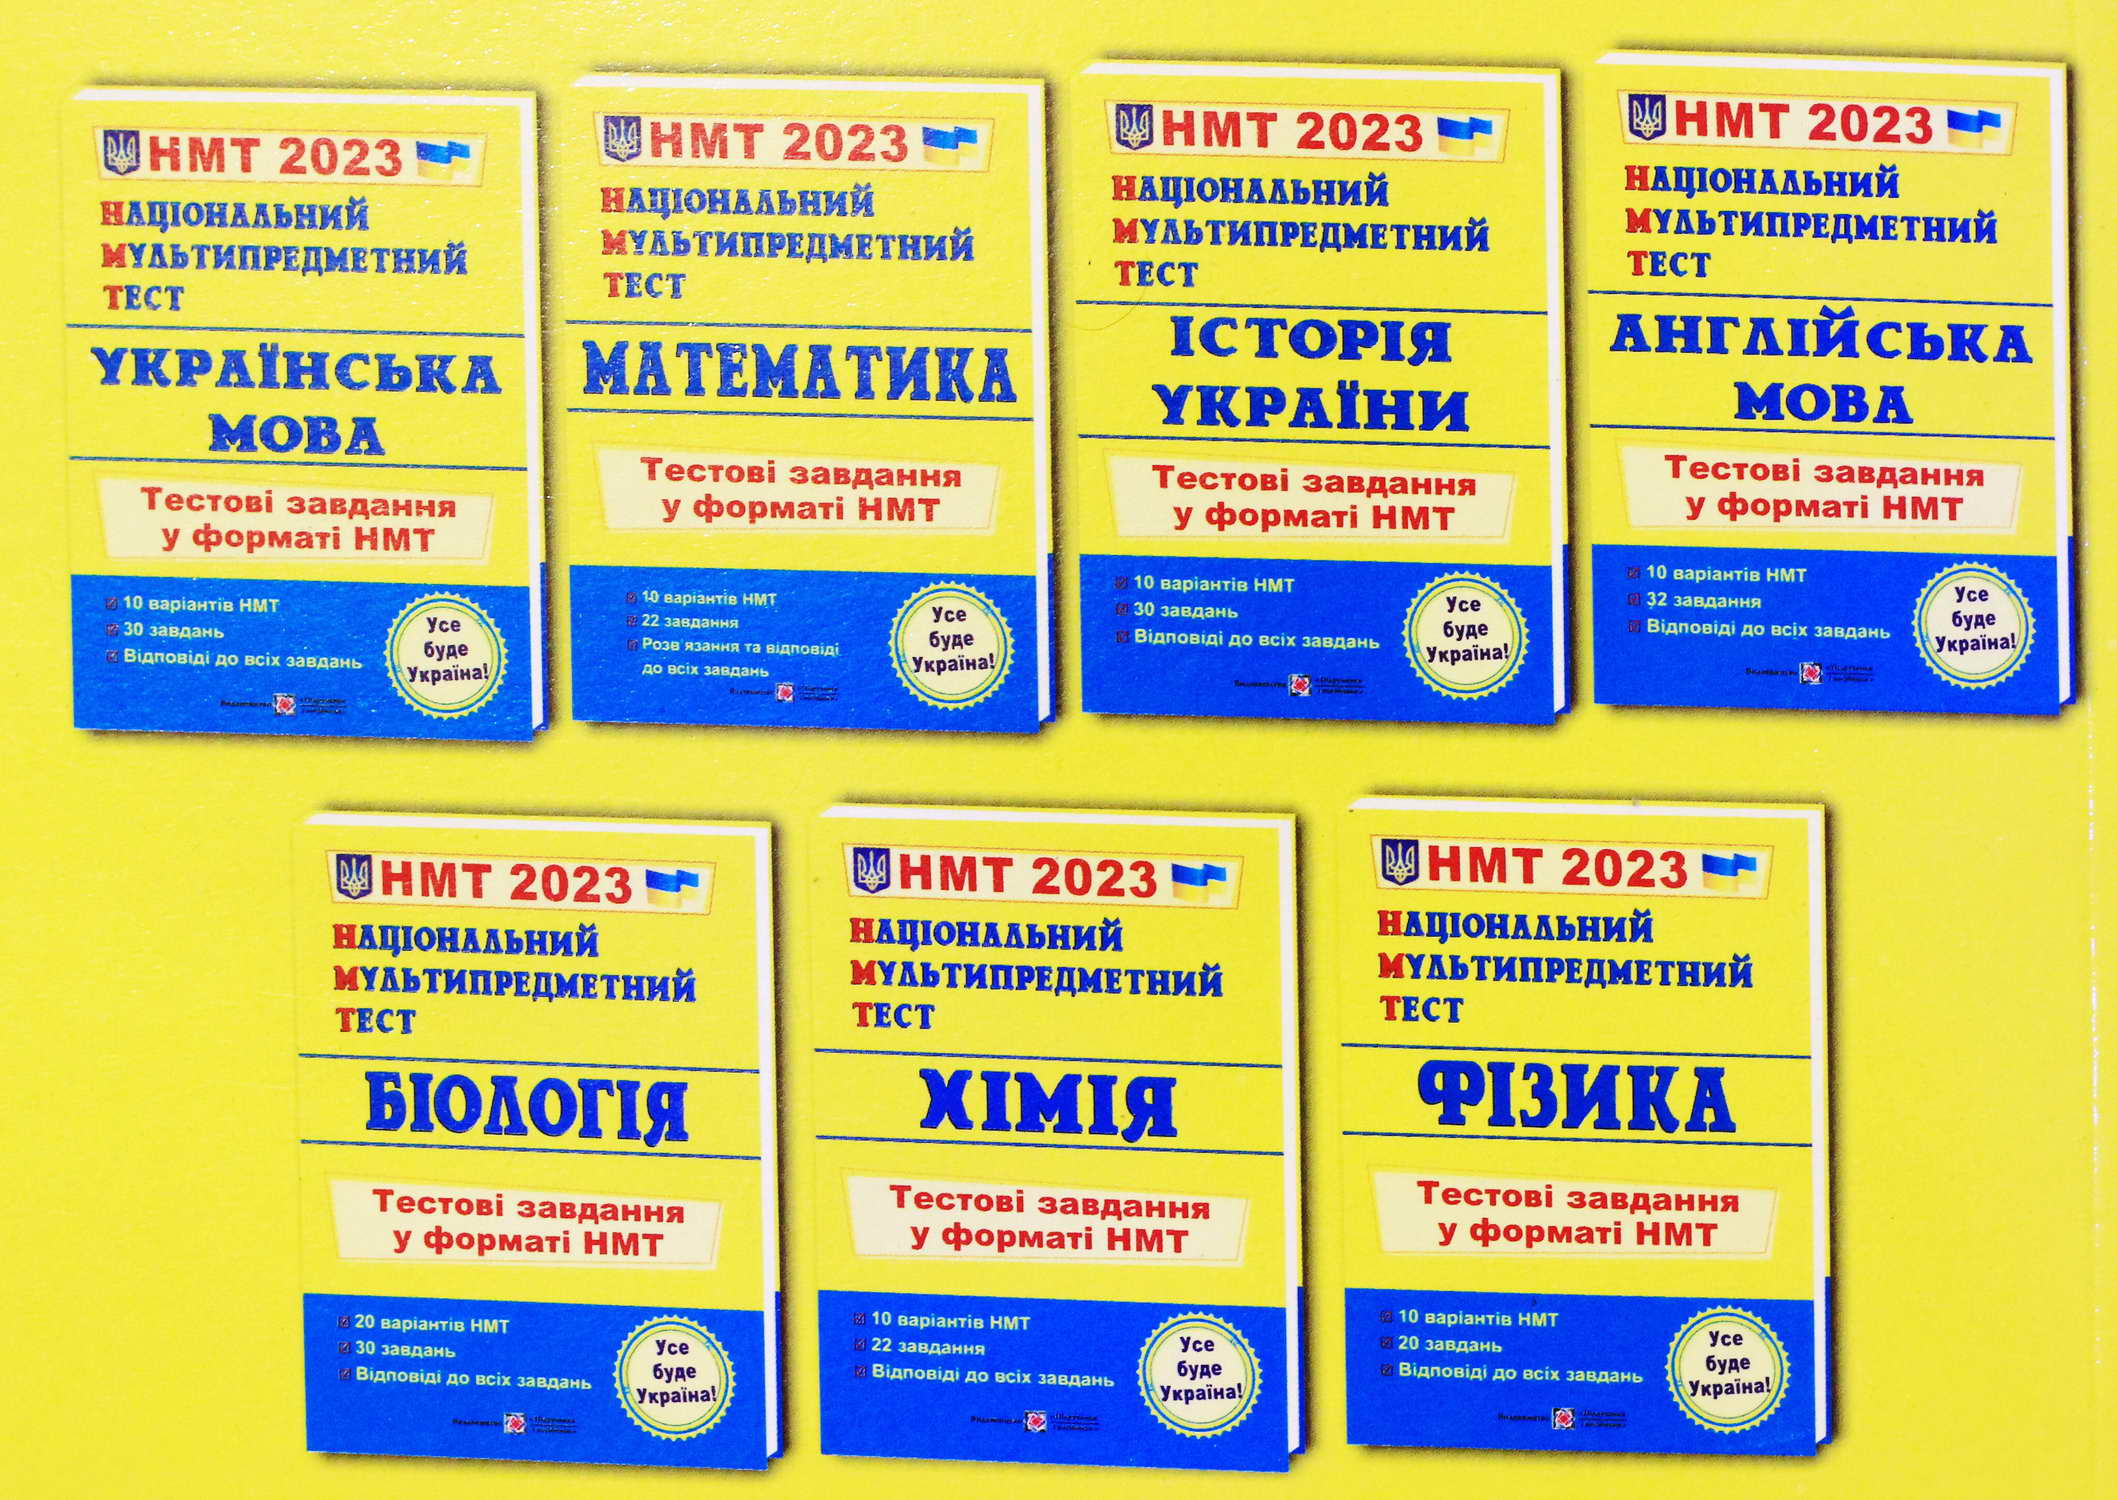 НМТ 2023
НАЦІОНАЛЬНИЙ
МУЛЬТИПРЕДМЕТНИЙ
ТЕСТ
УКРАЇНСЬКА
МОВА
Тестові завдання
у форматі НМТ
10 варіантів НМТ
30 завдань
Відповіді до всіх завдань
Усе
буде
Україна!
Видавництво
НМТ 2023
НАЦІОНАЛЬНИЙ
МУЛЬТИПРЕДМЕТНИЙ
ТЕСТ
МАТЕМАТИКА
Тестові завдання
у форматі НМТ
10 варіантів НМТ
22 завдання
Розв'язання та відповіді
до всіх завдань
Усе
буде
Україна!
Видавництво
НМТ 2023
НАЦІОНАЛЬНИЙ
МУЛЬТИПРЕДМЕТНИЙ
ТЕСТ
ІСТОРІЯ
УКРАЇНИ
Тестові завдання
у форматі НМТ
10 варіантів НМТ
30 завдань
Відповіді до всіх завдань
Усе
буде
Україна!
Видавництво
НМТ 2023
НАЦІОНАЛЬНИЙ
МУЛЬТИПРЕДМЕТНИЙ
ТЕСТ
АНГЛІЙСЬКА
МОВА
Тестові завдання
у форматі НМТ
10 варіантів НМТ
32 завдання
Відповіді до всіх завдань
Усе
буде
Україна!
Видавництво
НМТ 2023
НАЦІОНАЛЬНИЙ
МУЛЬТИПРЕДМЕТНИЙ
ТЕСТ
БІОЛОГІЯ
Тестові завдання
у форматі НМТ
20 варіантів НМТ
30 завдань
Відповіді до всіх завдань
Усе
буде
Україна!
Видавництво
НМТ 2023
НАЦІОНАЛЬНИЙ
МУЛЬТИПРЕДМЕТНИЙ
ТЕСТ
ХІМІЯ
Тестові завдання
у форматі НМТ
10 варіантів НМТ
22 завдання
Відповіді до всіх завдань
Усе
буде
Україна!
Видавництво
НМТ 2023
НАЦІОНАЛЬНИЙ
МУЛЬТИПРЕДМЕТНИЙ
ТЕСТ
ФІЗИКА
Тестові завдання
у форматі НМТ
10 варіантів НМТ
20 завдань
Відповіді до всіх завдань
Усе
буде
Україна!
Видавництво